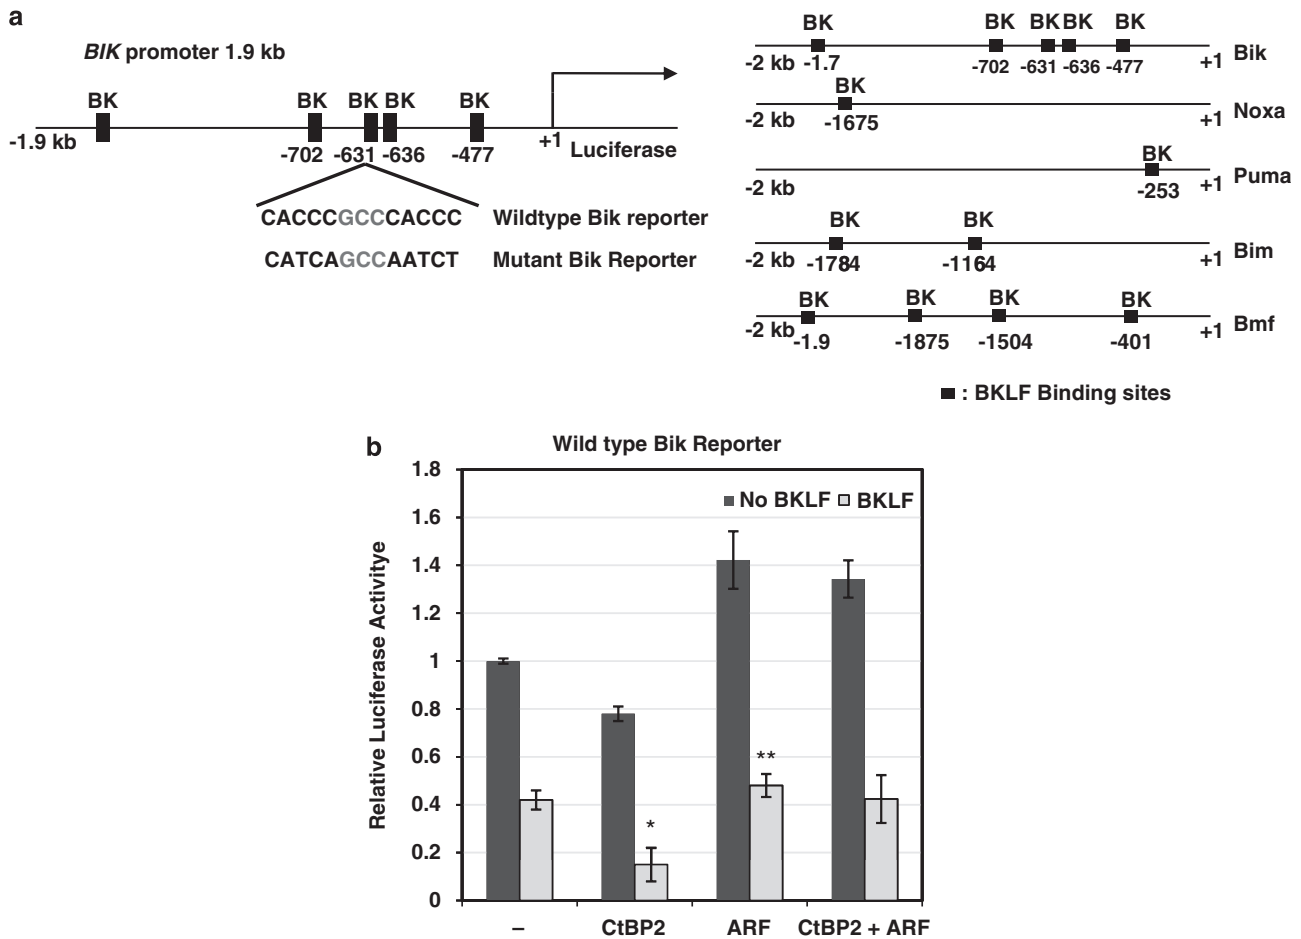 a
BIK promoter 1.9 kb
BK BK BK BK BK
-1.9 kb -702 -631 -636 -477 +1 Luciferase
CACCCGCCCACCC Wildtype Bik reporter
CATCAGCCAATCT Mutant Bik Reporter
BK BK BK BK BK
-2 kb -1.7 -702 -631 -636 -477 +1 Bik
BK
-2 kb -1675 +1 Noxa
BK
-2 kb -253 +1 Puma
BK BK
-2 kb -1784 -1164 +1 Bim
BK BK BK BK
-2 kb -1.9 -1875 -1504 -401 +1 Bmf
: BKLF Binding sites
b
Wild type Bik Reporter
No BKLF BKLF
Relative Luciferase Activitye
1.8
1.6
1.4
1.2
1
0.8
0.6
0.4
0.2
0
* **
– CtBP2 ARF CtBP2 + ARF